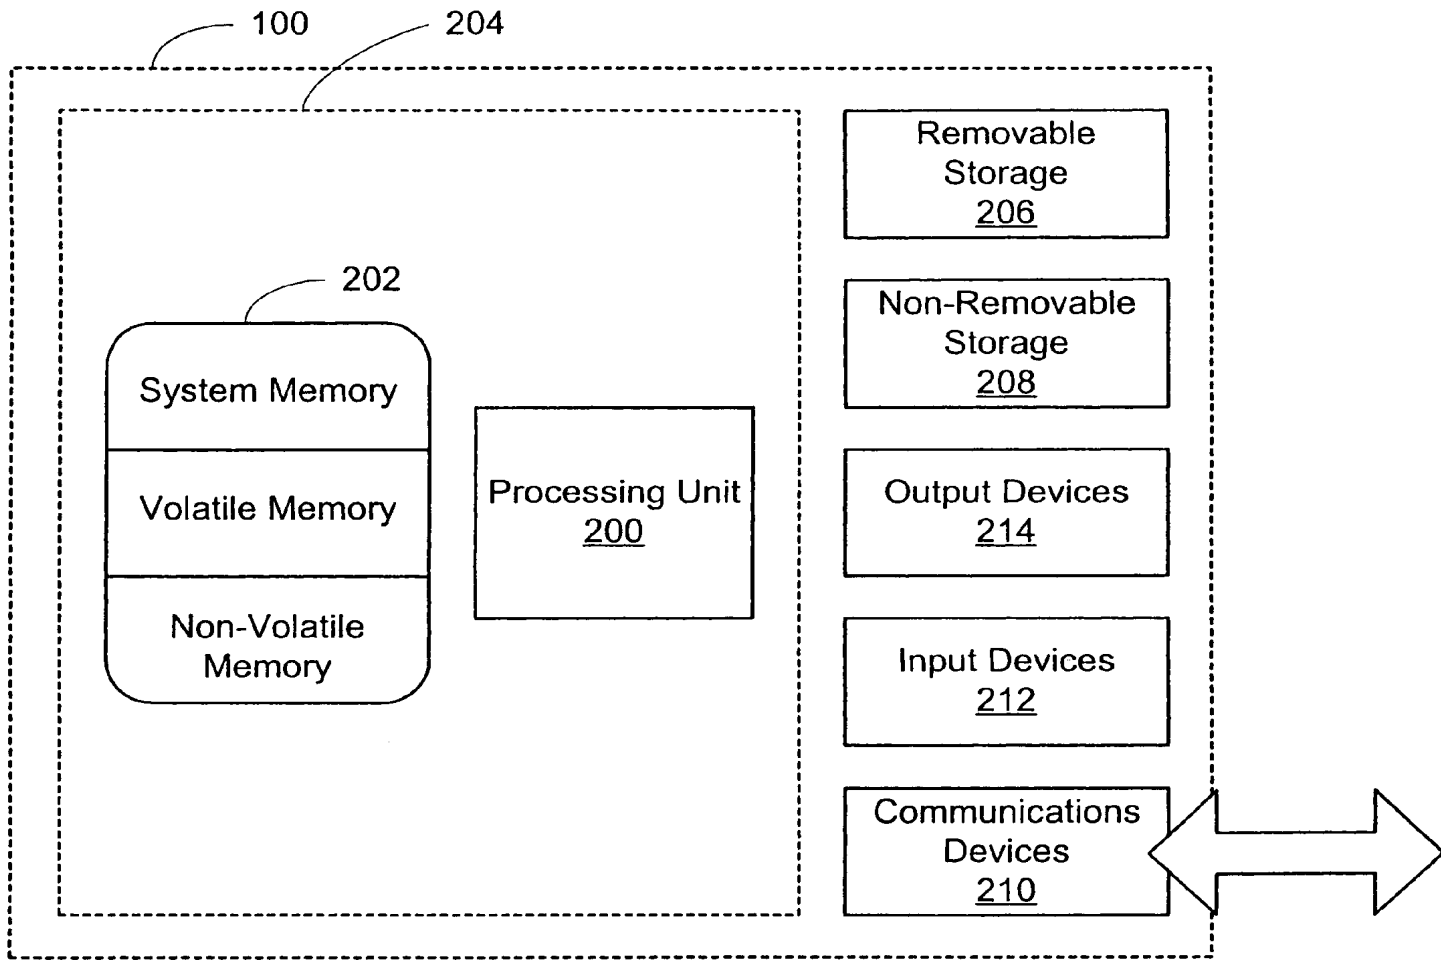 100
204
202
System Memory
Volatile Memory
Non-Volatile
Memory
Processing Unit
200
Removable
Storage
206
Non-Removable
Storage
208
Output Devices
214
Input Devices
212
Communications
Devices
210